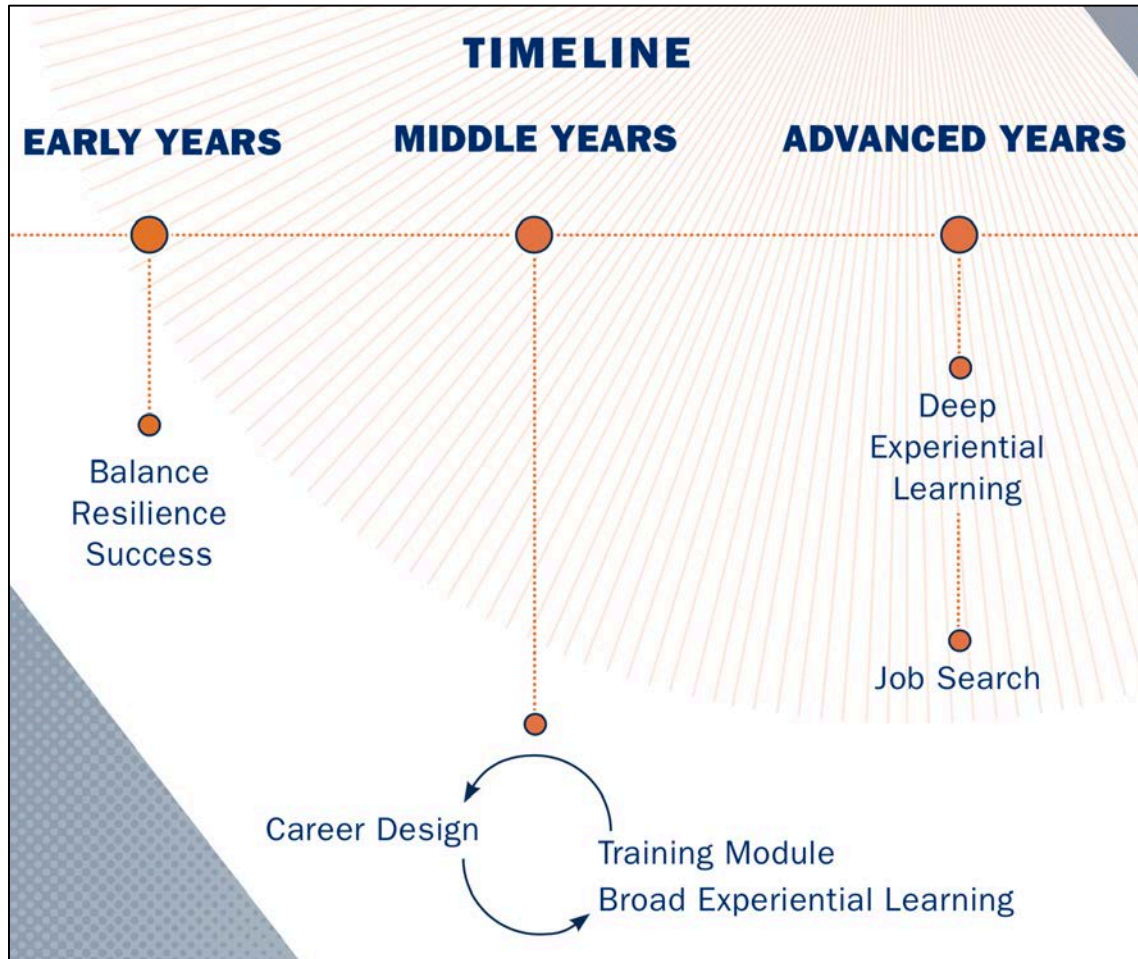 TIMELINE
EARLY YEARS
MIDDLE YEARS
ADVANCED YEARS
Balance
Resilience
Success
Deep
Experiential
Learning
Job Search
Career Design
Training Module
Broad Experiential Learning